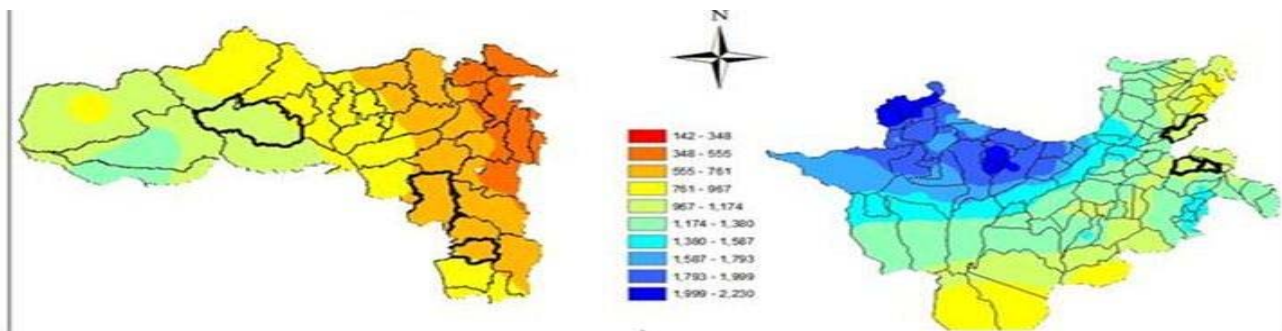 N
142 - 348
348 - 555
555 - 761
761 - 967
967 - 1,174
1,174 - 1,380
1,380 - 1,587
1,587 - 1,793
1,793 - 1,999
1,999 - 2,230